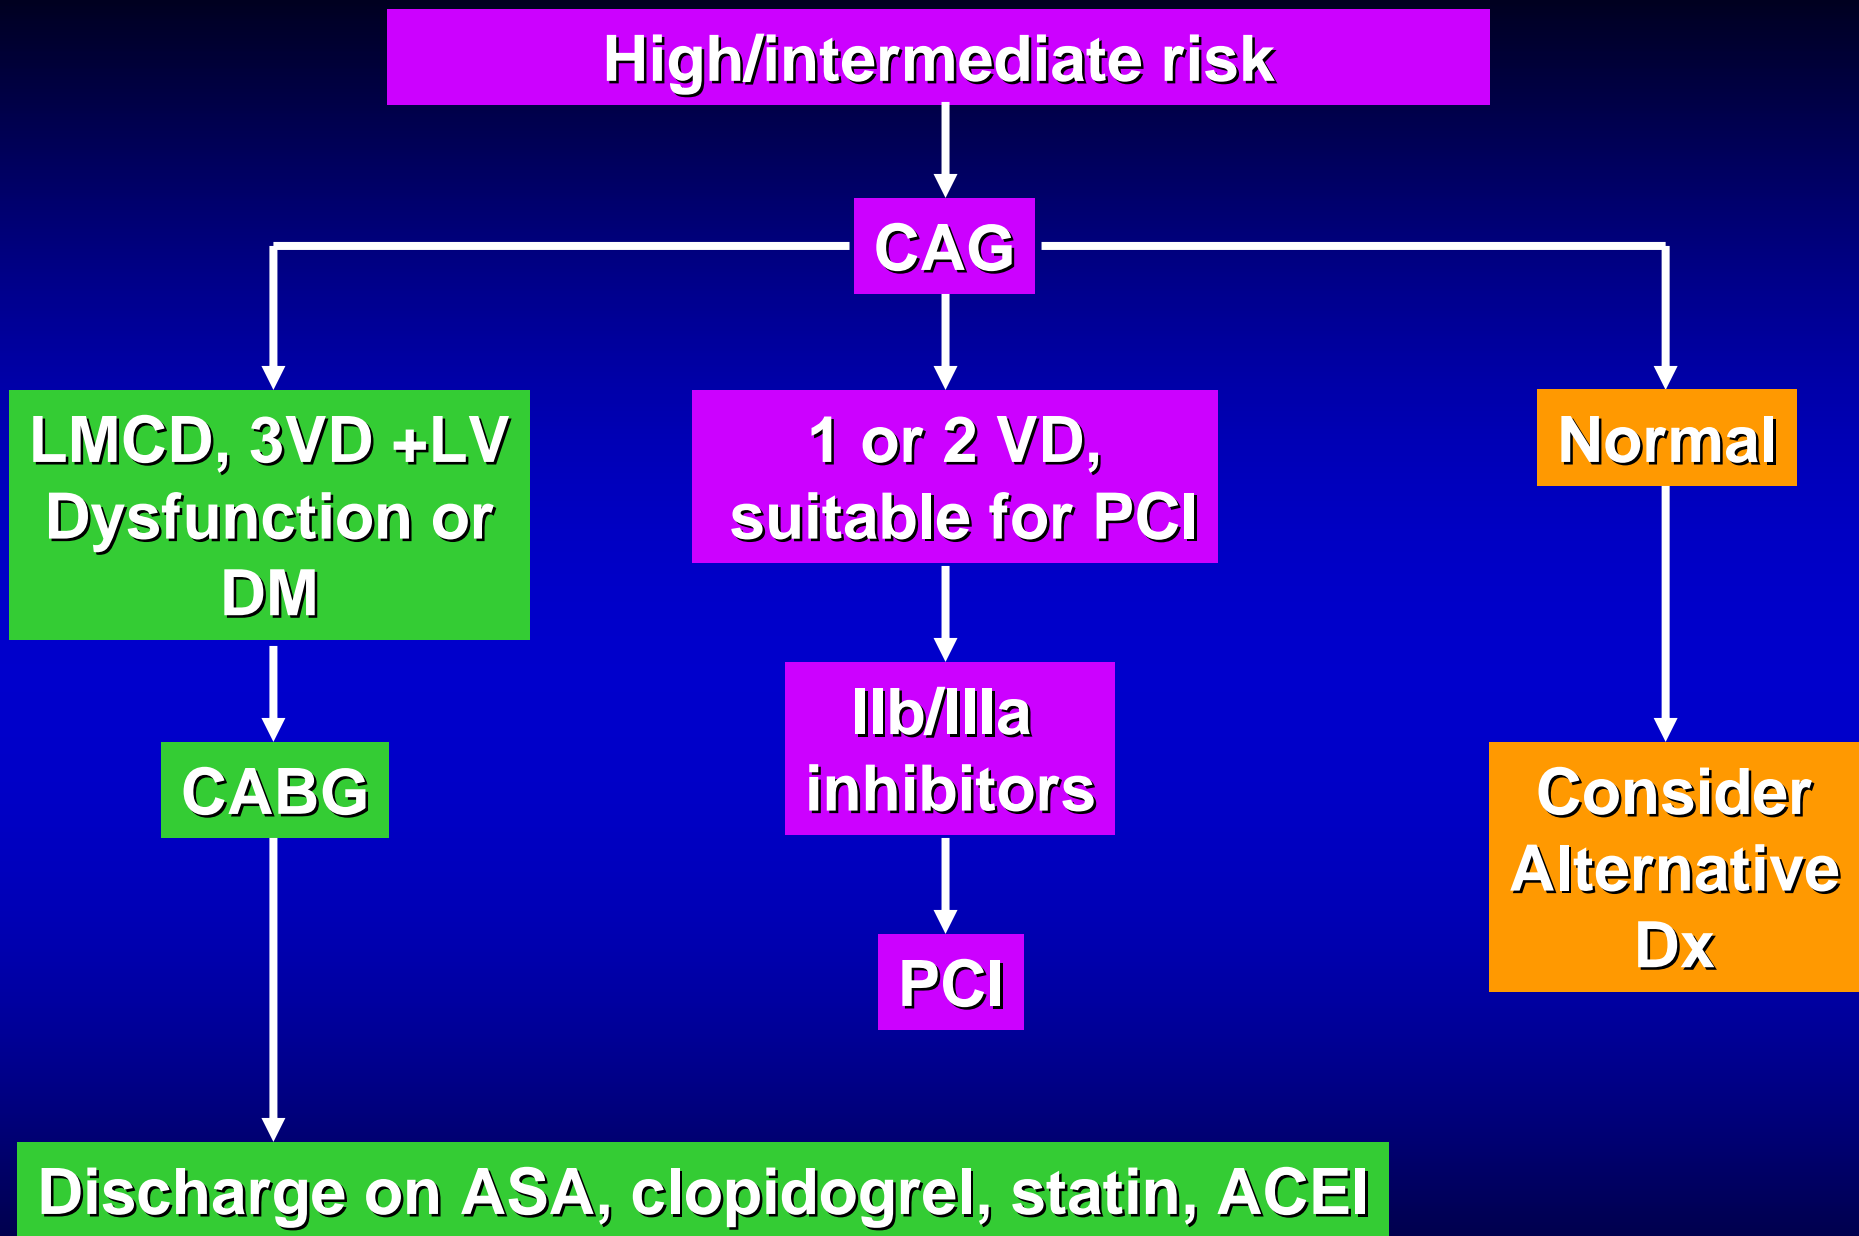 High/intermediate risk
CAG
LMCD, 3VD +LV
Dysfunction or
DM
1 or 2 VD,
suitable for PCI
Normal
IIb/IIIa
inhibitors
CABG
Consider
Alternative
Dx
PCI
Discharge on ASA, clopidogrel, statin, ACEI